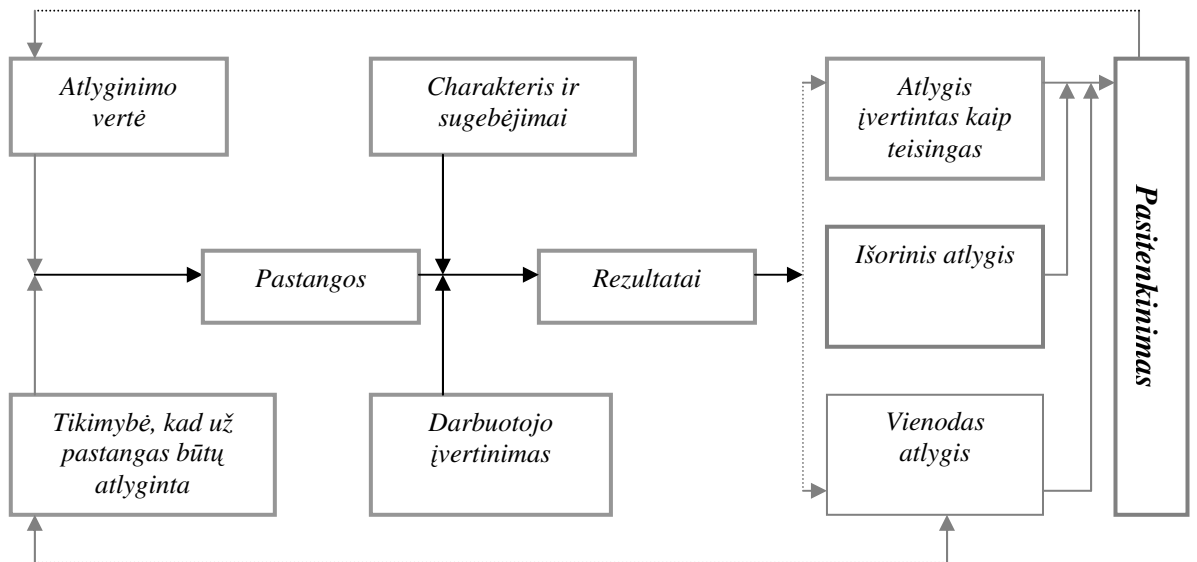 Atlyginimo
vertė
Charakteris ir
sugebėjimai
Atlygis
įvertintas kaip
teisingas
Pasitenkinimas
Pastangos
Rezultatai
Išorinis atlygis
Tikimybė, kad už
pastangas būtų
atlyginta
Darbuotojo
įvertinimas
Vienodas
atlygis